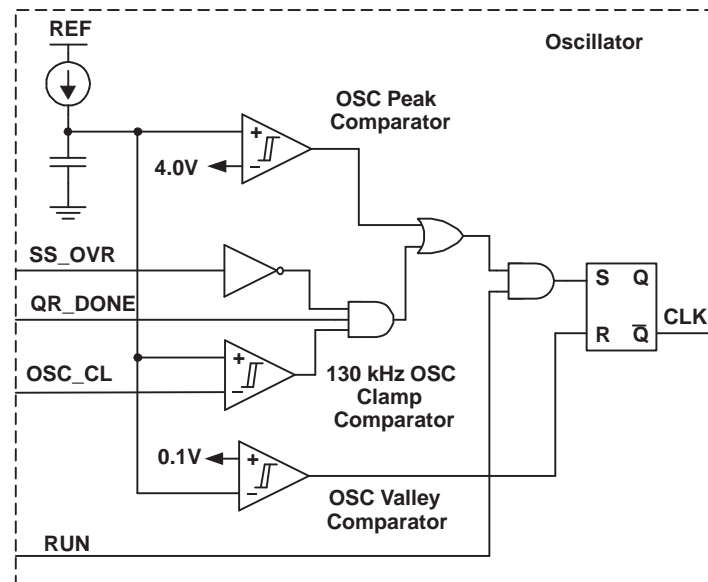 REF
Oscillator
OSC Peak
Comparator
+
−
4.0V
SS_OVR
QR_DONE
S Q
R Q̅
CLK
OSC_CL
+
−
130 kHz OSC
Clamp
Comparator
0.1V
+
−
OSC Valley
Comparator
RUN